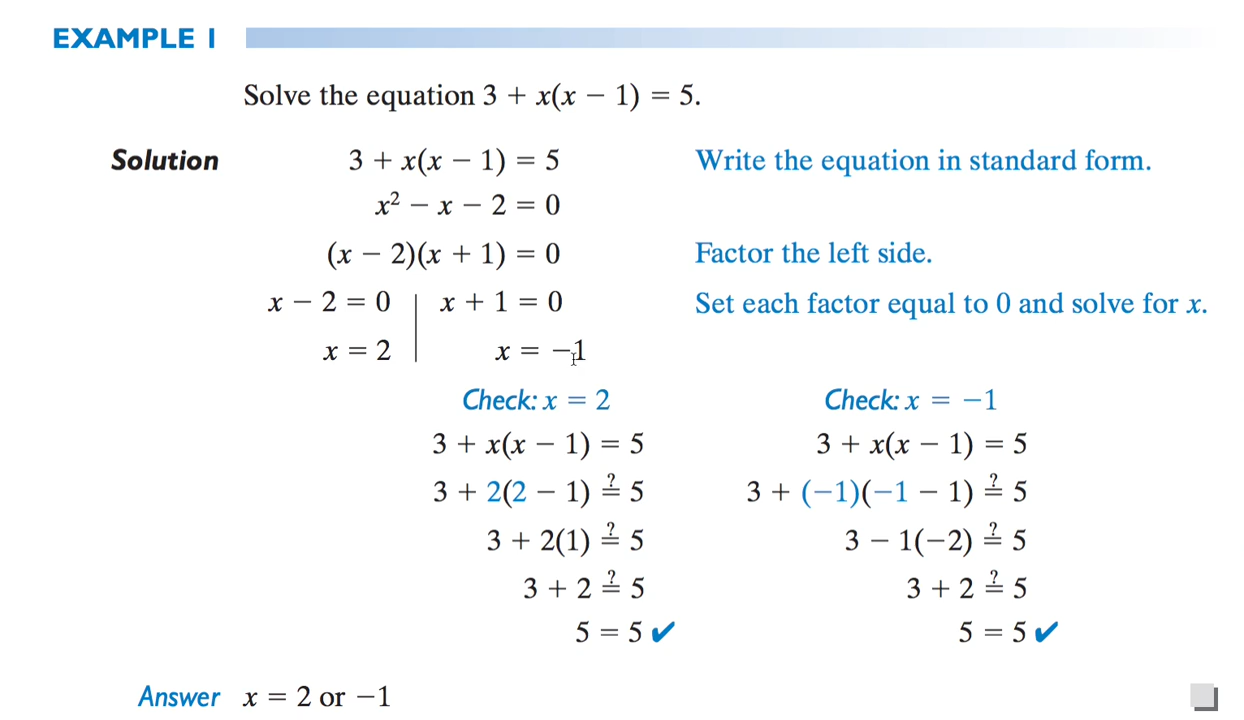 EXAMPLE 1
Solve the equation 3 + x(x − 1) = 5.
Solution 3 + x(x − 1) = 5 Write the equation in standard form.
x² − x − 2 = 0
(x − 2)(x + 1) = 0 Factor the left side.
x − 2 = 0 | x + 1 = 0 Set each factor equal to 0 and solve for x.
x = 2 | x = −1
Check: x = 2 Check: x = −1
3 + x(x − 1) = 5 3 + x(x − 1) = 5
3 + 2(2 − 1) ≟ 5 3 + (−1)(−1 − 1) ≟ 5
3 + 2(1) ≟ 5 3 − 1(−2) ≟ 5
3 + 2 ≟ 5 3 + 2 ≟ 5
5 = 5 ✔ 5 = 5 ✔
Answer x = 2 or −1